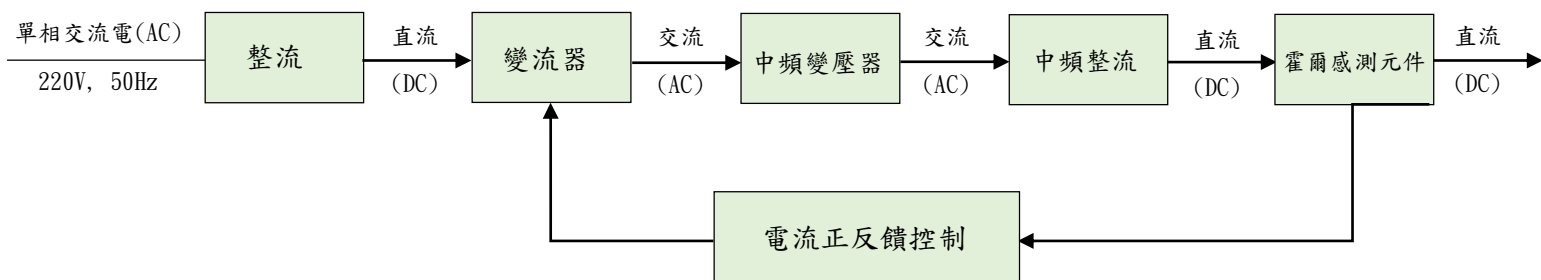 單相交流電(AC)
220V, 50Hz
整流
直流
(DC)
變流器
交流
(AC)
中頻變壓器
交流
(AC)
中頻整流
直流
(DC)
霍爾感測元件
直流
(DC)
電流正反饋控制